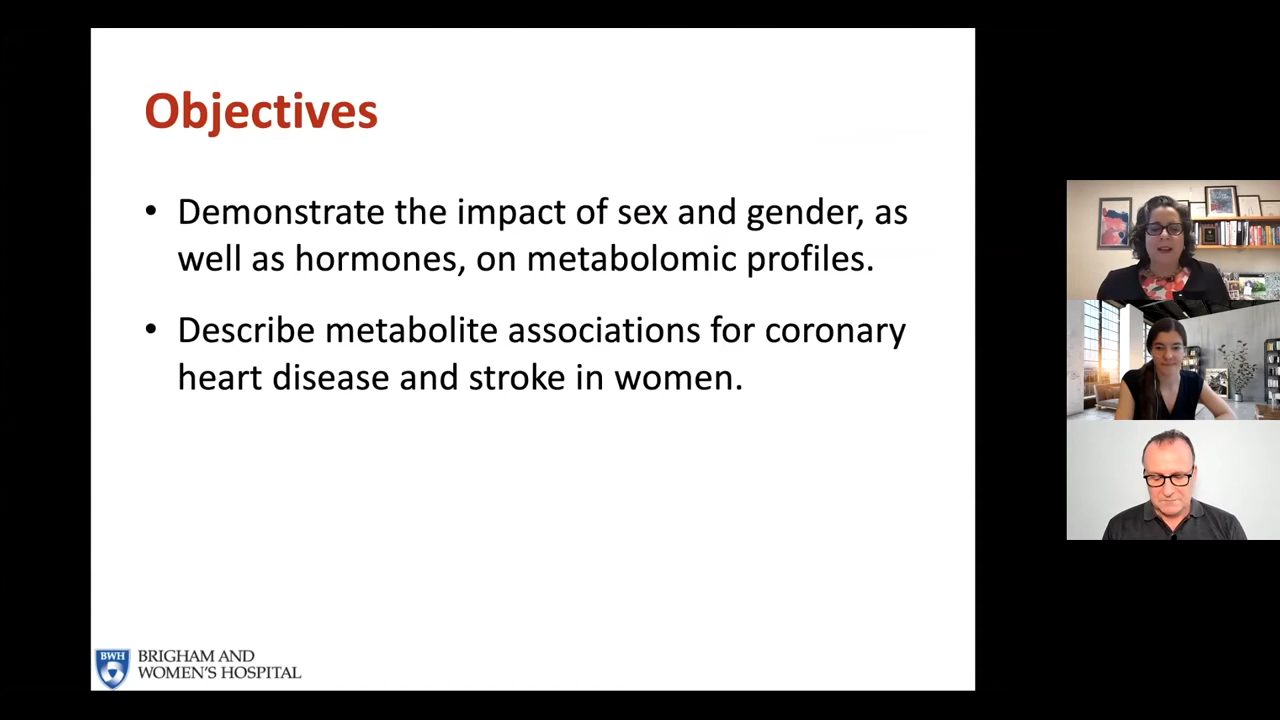 Objectives
• Demonstrate the impact of sex and gender, as
well as hormones, on metabolomic profiles.
• Describe metabolite associations for coronary
heart disease and stroke in women.
BWH
BRIGHAM AND
WOMEN'S HOSPITAL